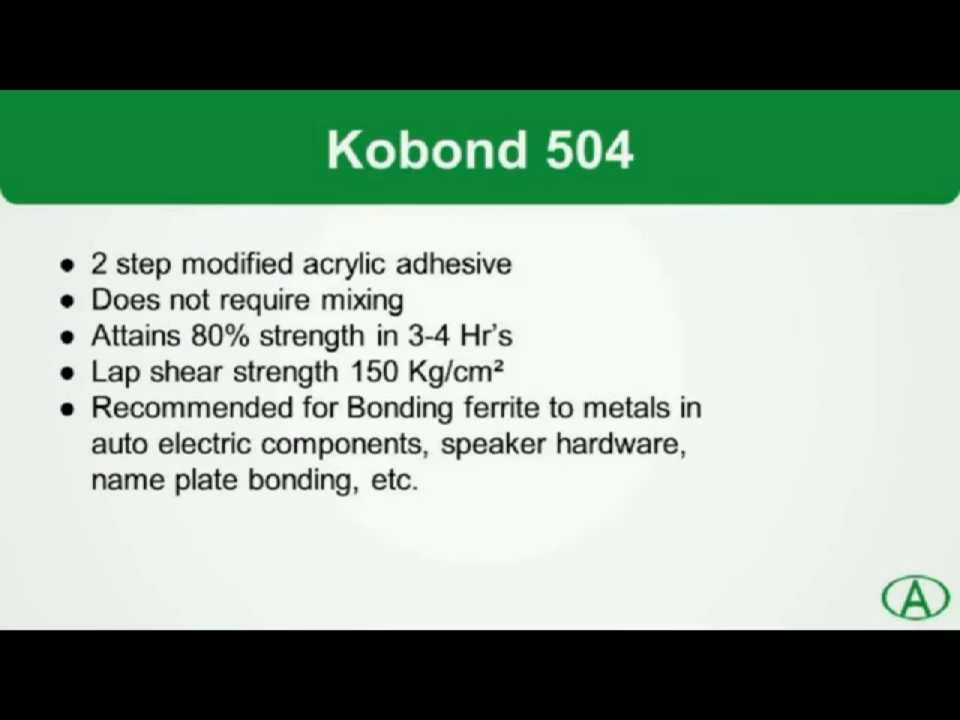 Kobond 504
● 2 step modified acrylic adhesive
● Does not require mixing
● Attains 80% strength in 3-4 Hr’s
● Lap shear strength 150 Kg/cm²
● Recommended for Bonding ferrite to metals in
auto electric components, speaker hardware,
name plate bonding, etc.
A